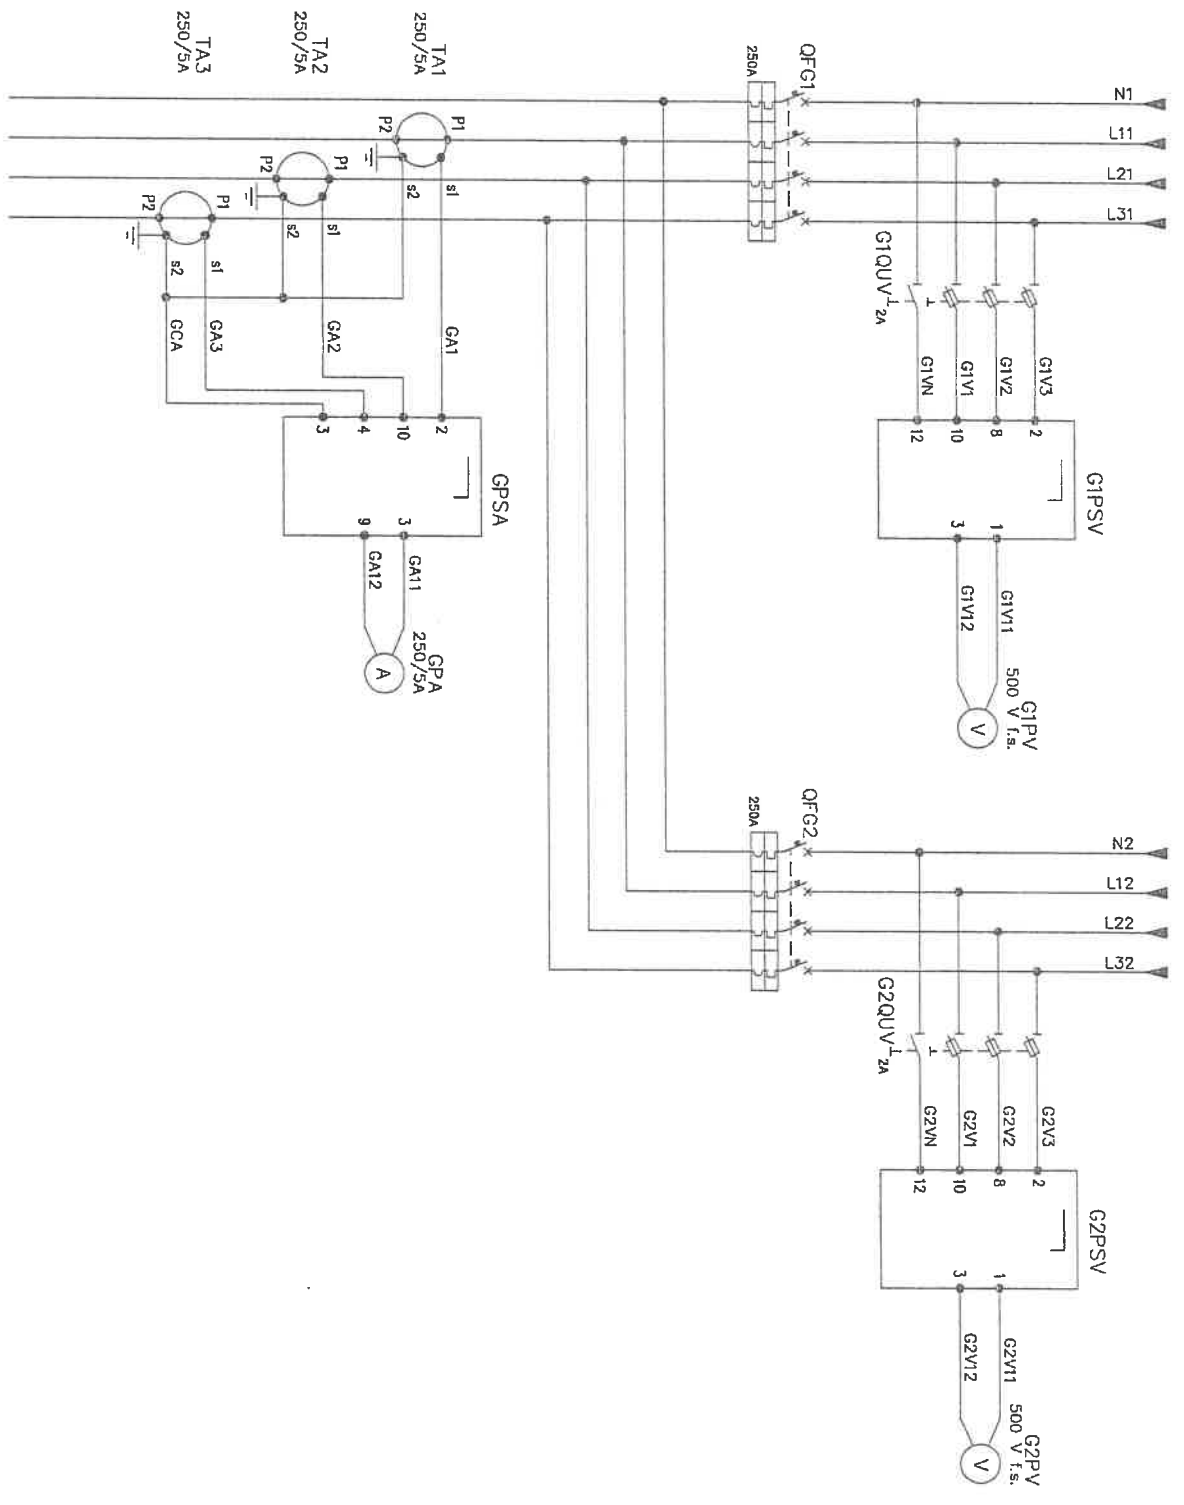 N1
L11
L21
L31
QFG1
250A
G1QUV
2A
G1V3
G1V2
G1V1
G1VN
2
8
10
12
G1PSV
1
3
G1V11
G1V12
G1PV
500 V f.s.
V
TA1
250/5A
TA2
250/5A
TA3
250/5A
P1
P2
s1
s2
P1
P2
s1
s2
P1
P2
s1
s2
GA1
GA2
GA3
GCA
2
10
4
3
GPSA
3
9
GA11
GA12
GPA
250/5A
A
N2
L12
L22
L32
QFG2
250A
G2QUV
2A
G2V3
G2V2
G2V1
G2VN
2
8
10
12
G2PSV
1
3
G2V11
G2V12
G2PV
500 V f.s.
V